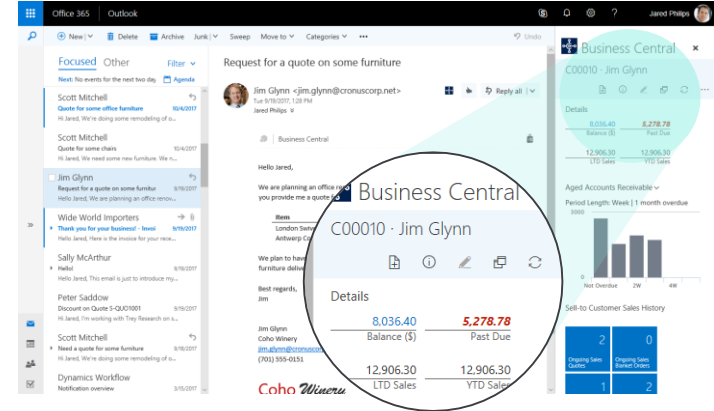 Office 365 Outlook
? Jared Philips
New Delete Archive Junk Sweep Move to Categories ••• Undo
Focused Other Filter
Next: No events for the next two day. Agenda
Scott Mitchell
Quote for some office furniture 10/4/2017
Hi Jared, We're doing some remodeling of o...
Scott Mitchell
Quote for some chairs 10/4/2017
Hi Jared, We need some new furniture. We n...
Jim Glynn
Request for a quote on some furnitur 9/19/2017
Hello Jared, We are planning an office renov...
Wide World Importers
Thank you for your business! - Invoi 9/19/2017
Hello Jared, Here is the invoice for your rece...
Sally McArthur
Hello! 9/19/2017
Hi Jared, This email is just to introduce my...
Peter Saddow
Discount on Quote S-QUO1001 9/19/2017
Hi Jared, I'm working with Trey Research on s...
Scott Mitchell
Need a quote for some furniture 9/19/2017
Hi Jared, We're doing some remodeling of o...
Dynamics Workflow
Notification overview 3/15/2017
Request for a quote on some furniture
Jim Glynn <jim.glynn@cronuscorp.net>
Tue 9/19/2017, 1:28 PM
Jared Philips
Reply all
Business Central
Hello Jared,
We are planning an office reno
you provide me a quote fo
Item
London Swive
Antwerp Co
We plan to have
furniture deliver
Best regards,
Jim
Jim Glynn
Coho Winery
jim.glynn@cronuscorp
(701) 555-0151
Coho Winery
Business Central
C00010 · Jim Glynn
Details
8,036.40 5,278.78
Balance ($) Past Due
12,906.30 12,906.30
LTD Sales YTD Sales
Business Central ×
C00010 · Jim Glynn
•••
Details
8,036.40 5,278.78
Balance ($) Past Due
12,906.30 12,906.30
LTD Sales YTD Sales
Aged Accounts Receivable
Period Length: Week | 1 month overdue
3000
0
Not Overdue 2W 4W
Sell-to Customer Sales History
2 0
Ongoing Sales Ongoing Sales
Quotes Blanket Orders
1 2